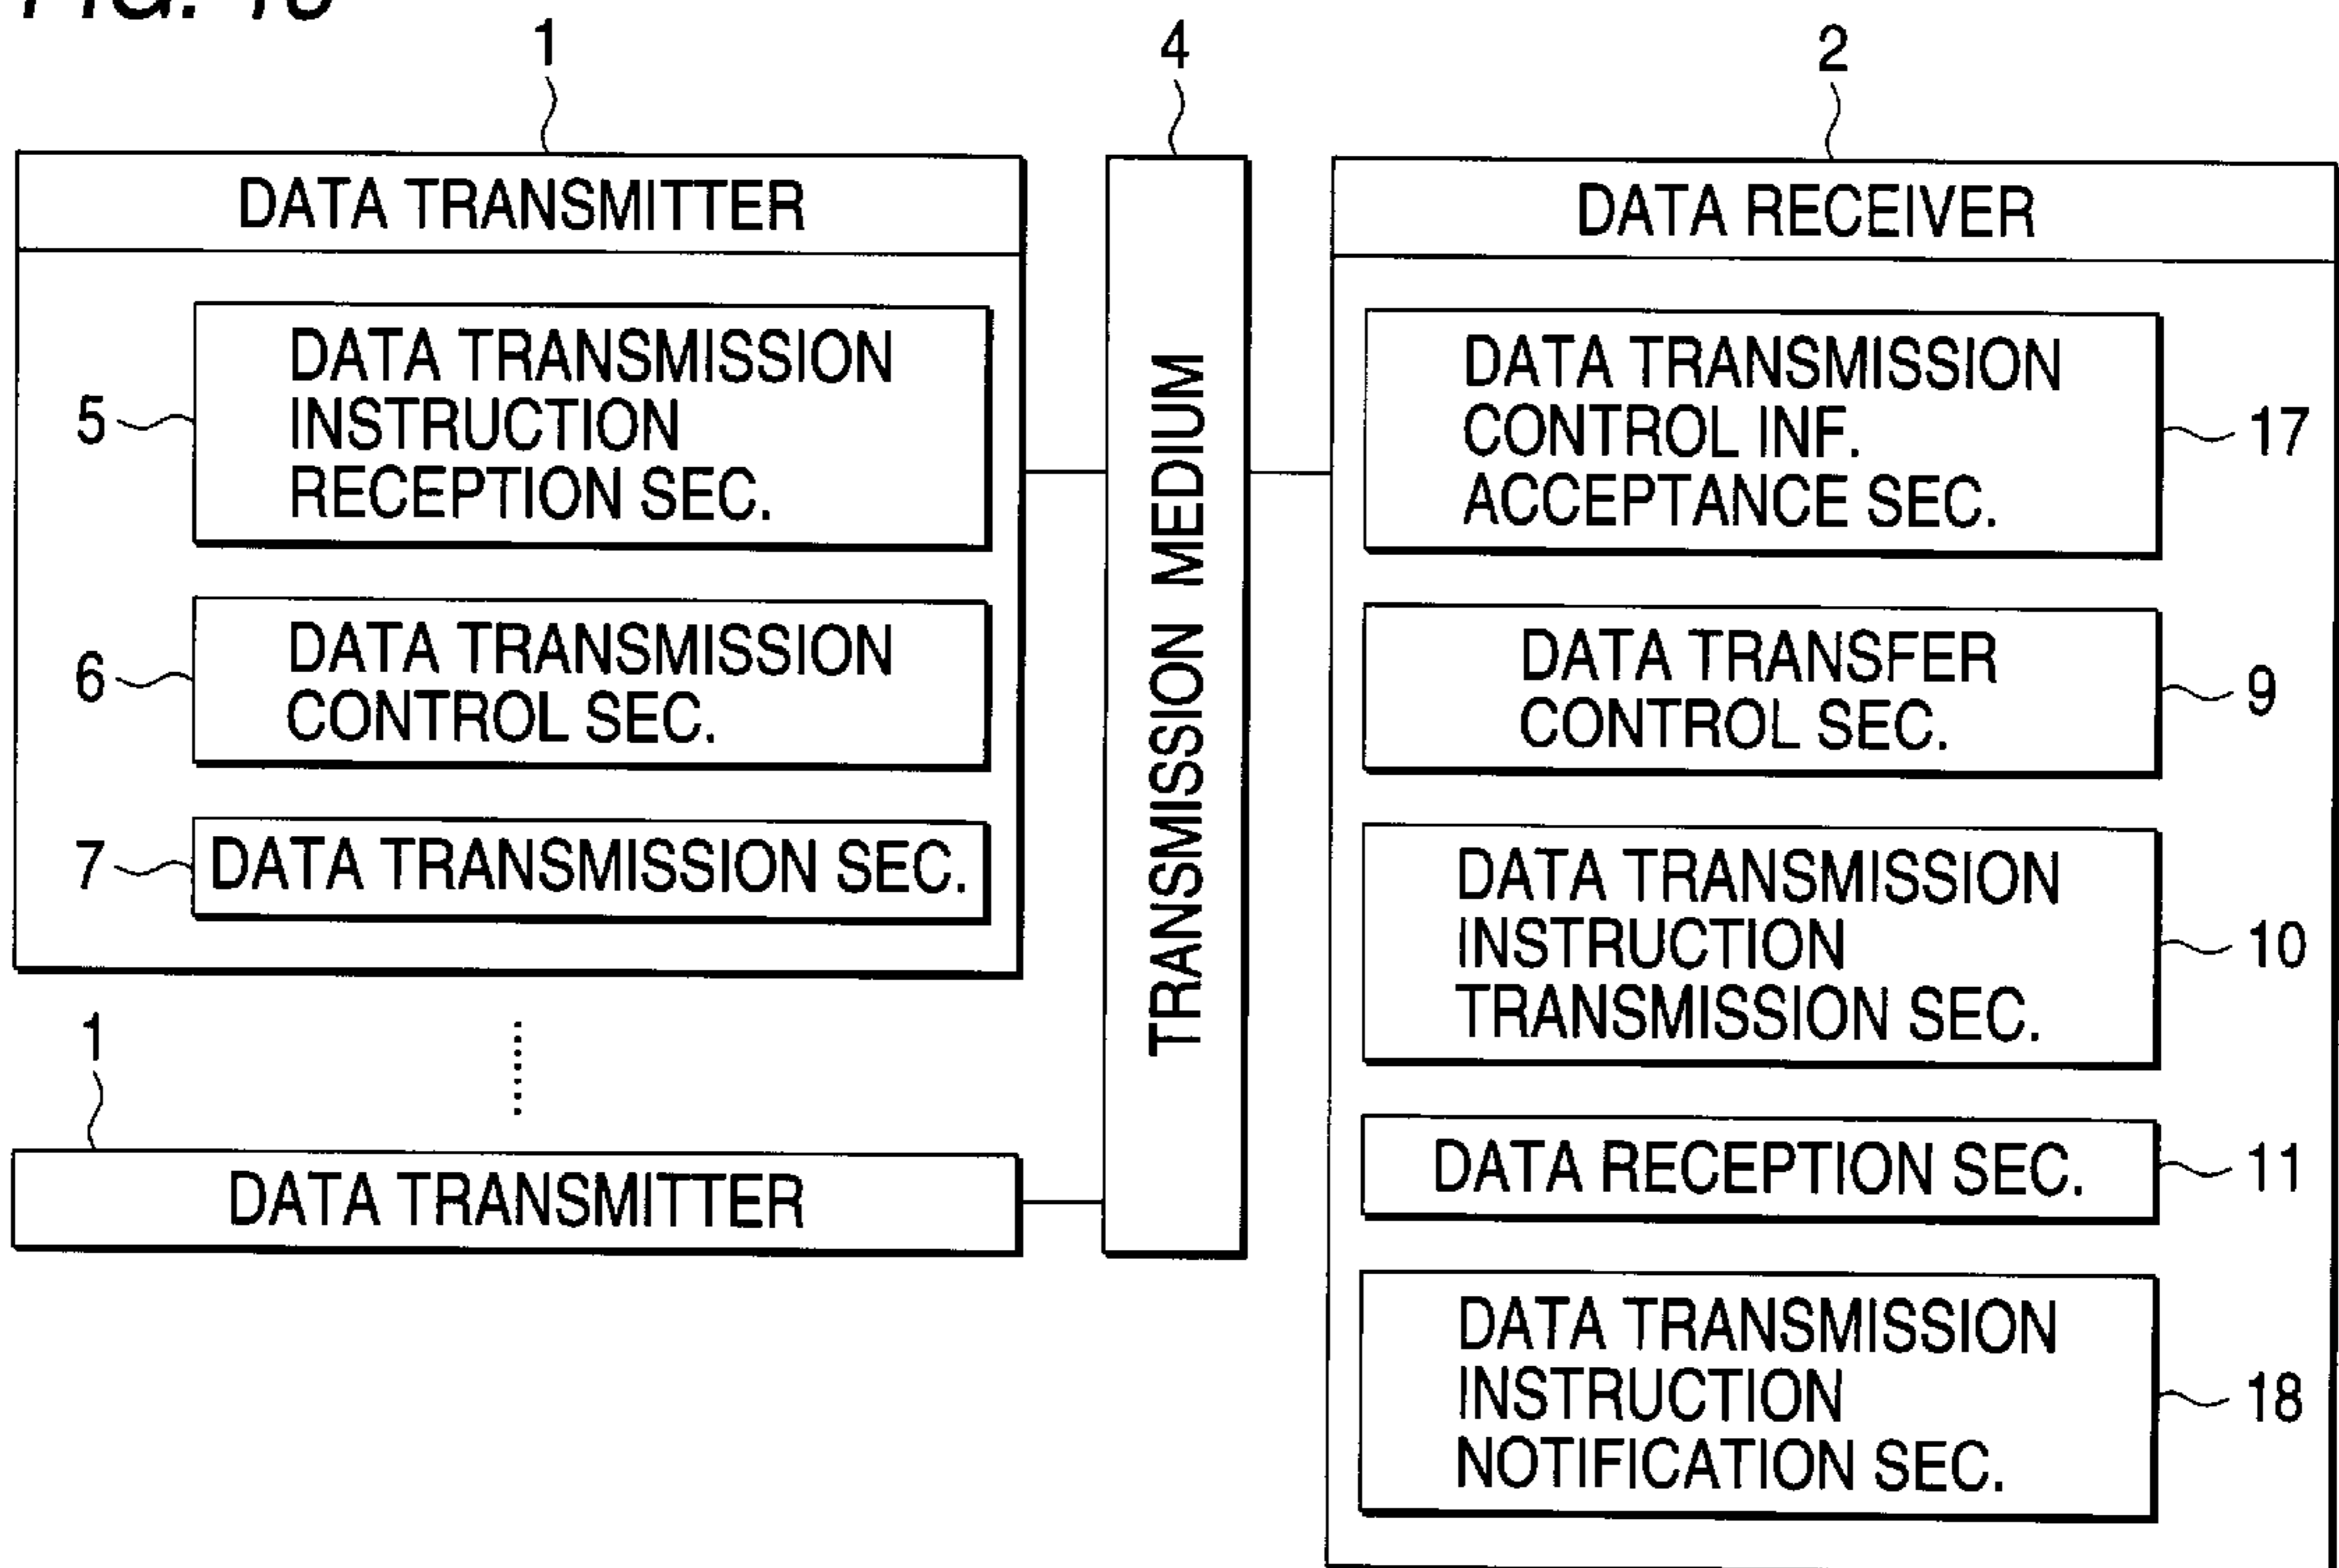 1
4
2
DATA TRANSMITTER
5
DATA TRANSMISSION
INSTRUCTION
RECEPTION SEC.
6
DATA TRANSMISSION
CONTROL SEC.
7
DATA TRANSMISSION SEC.
1
DATA TRANSMITTER
TRANSMISSION MEDIUM
DATA RECEIVER
DATA TRANSMISSION
CONTROL INF.
ACCEPTANCE SEC.
17
DATA TRANSFER
CONTROL SEC.
9
DATA TRANSMISSION
INSTRUCTION
TRANSMISSION SEC.
10
DATA RECEPTION SEC.
11
DATA TRANSMISSION
INSTRUCTION
NOTIFICATION SEC.
18